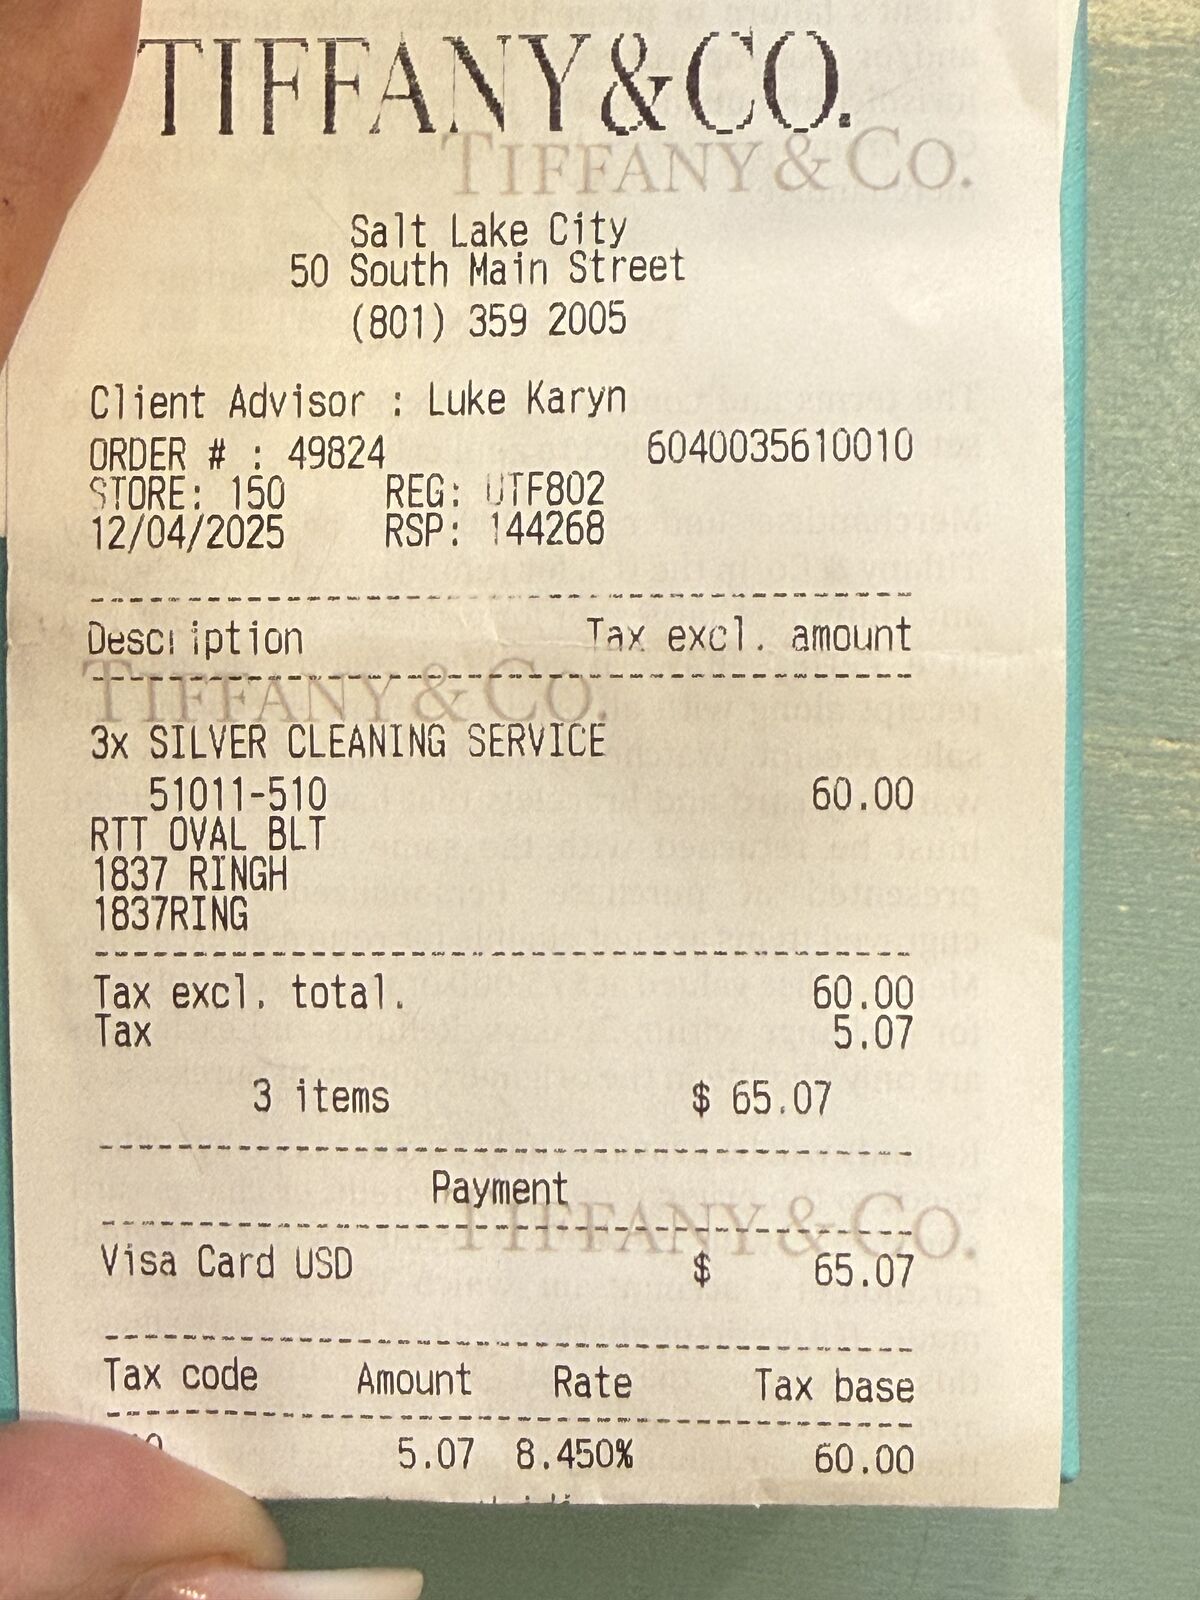 TIFFANY&CO.
TIFFANY & CO.
Salt Lake City
50 South Main Street
(801) 359 2005
Client Advisor : Luke Karyn
ORDER # : 49824 6040035610010
STORE: 150 REG: UTF802
12/04/2025 RSP: 144268
Description Tax excl. amount
TIFFANY & CO.
3x SILVER CLEANING SERVICE
51011-510 60.00
RTT OVAL BLT
1837 RINGH
1837RING
Tax excl. total. 60.00
Tax 5.07
3 items $ 65.07
Payment
TIFFANY & CO.
Visa Card USD $ 65.07
Tax code Amount Rate Tax base
5.07 8.450% 60.00